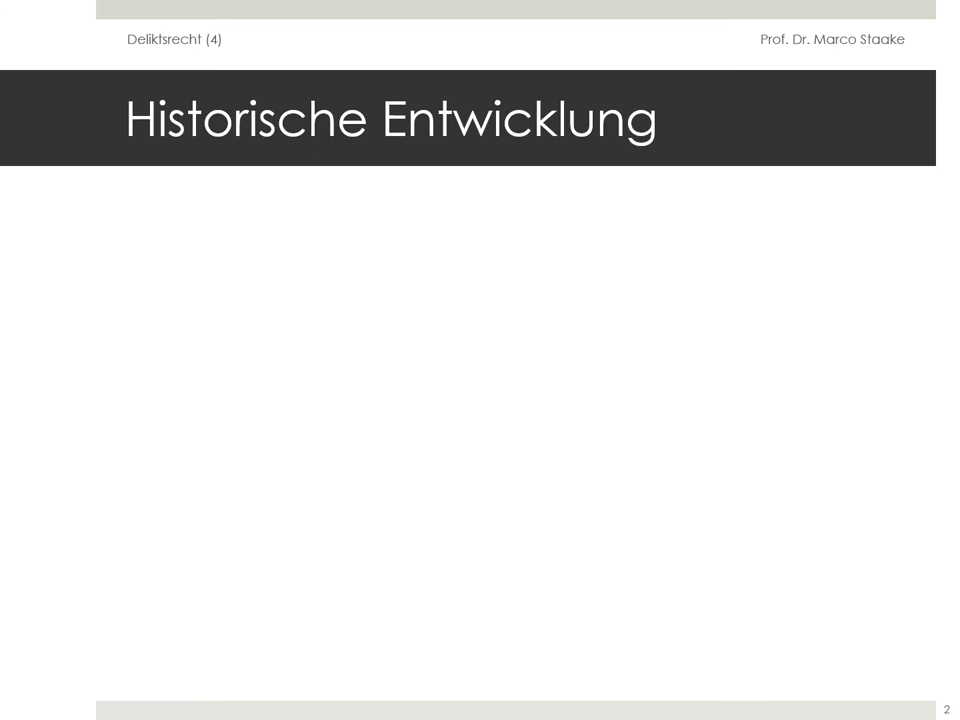 Deliktsrecht (4)
Prof. Dr. Marco Staake
Historische Entwicklung
2